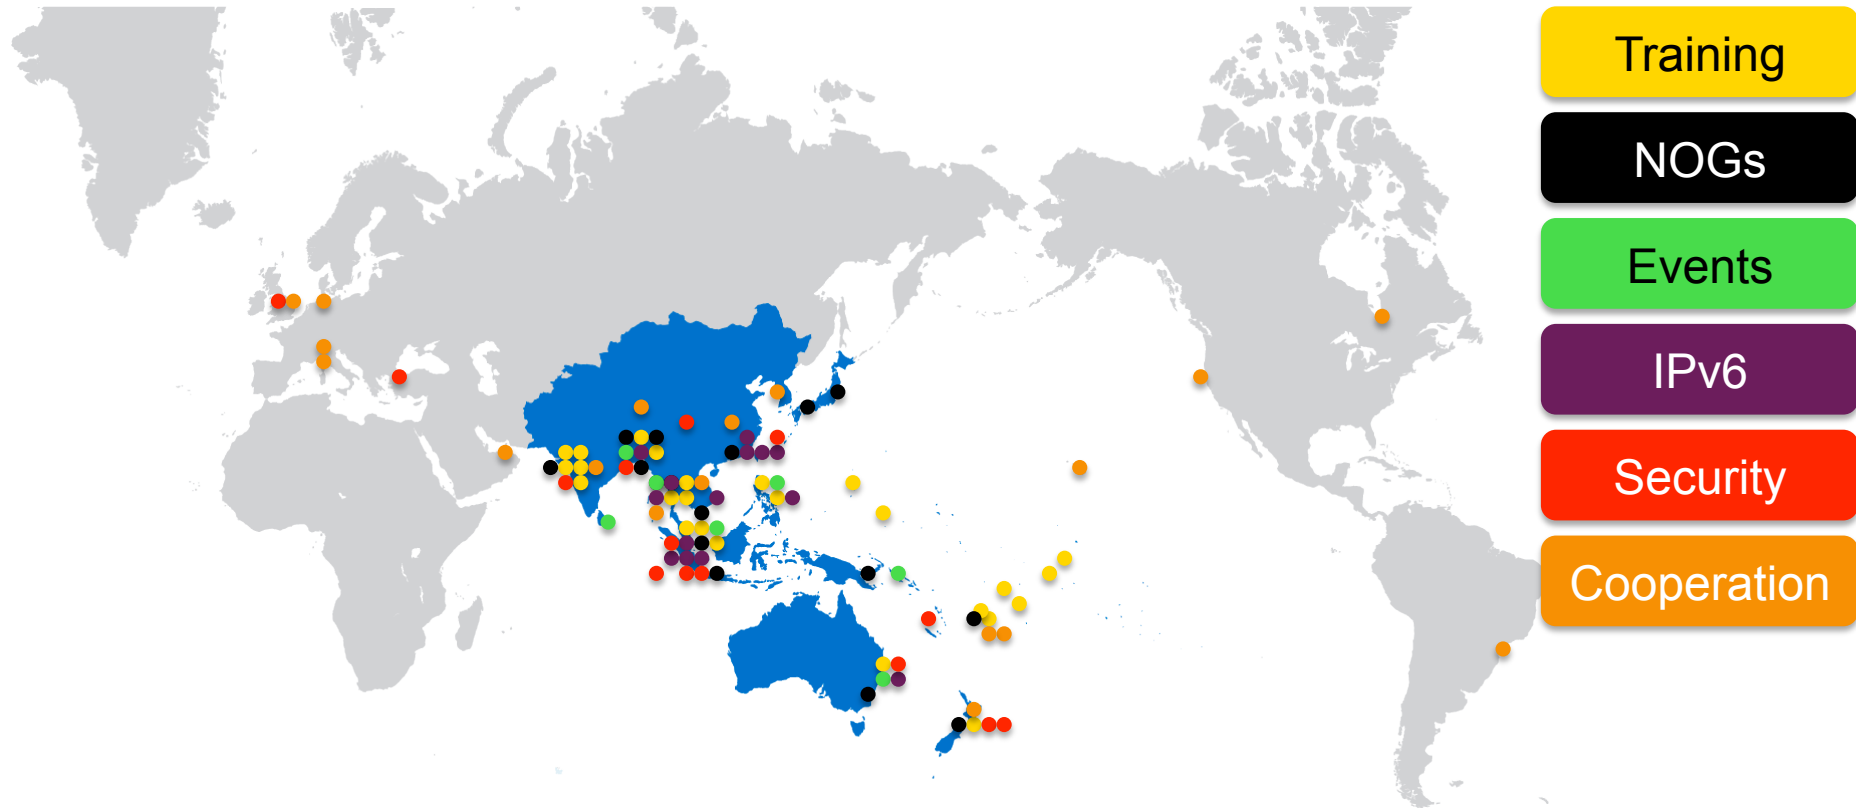 Training
NOGs
Events
IPv6
Security
Cooperation